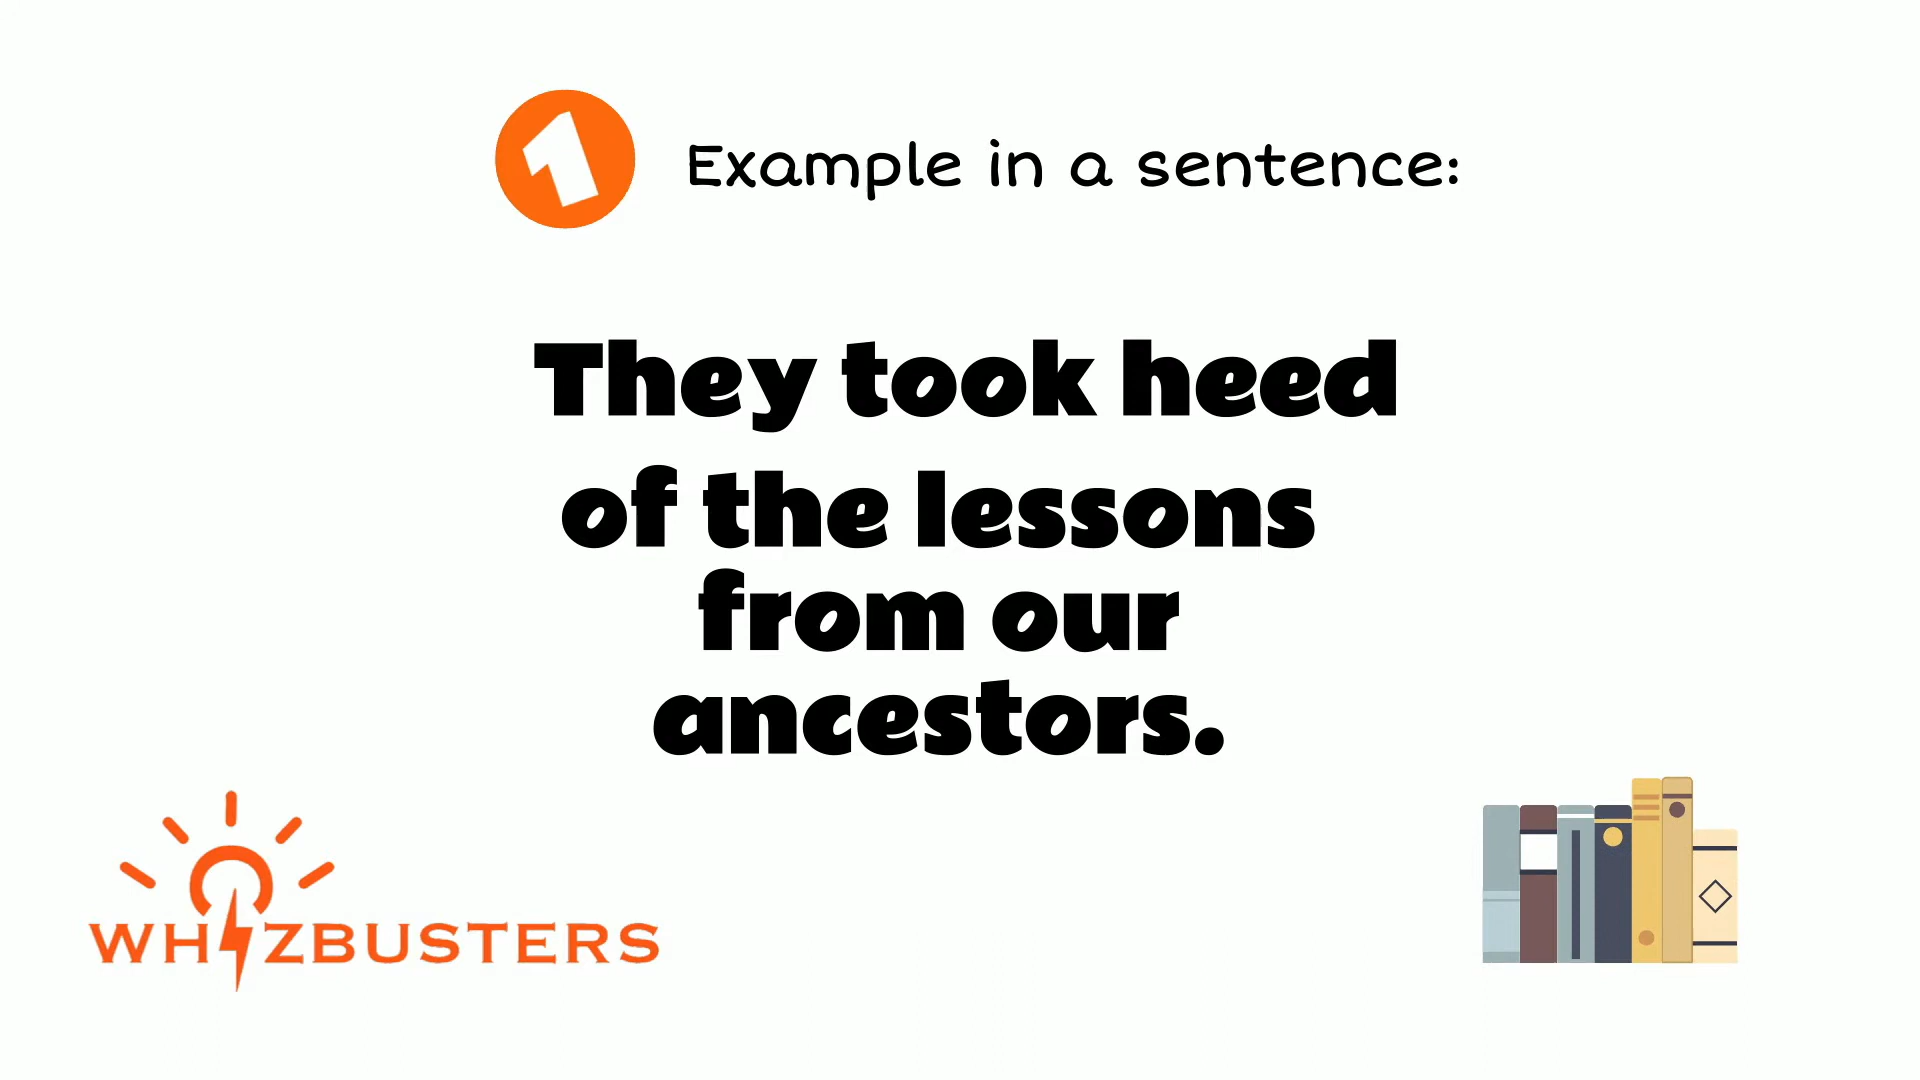 1
Example in a sentence:
They took heed
of the lessons
from our
ancestors.
WHIZBUSTERS